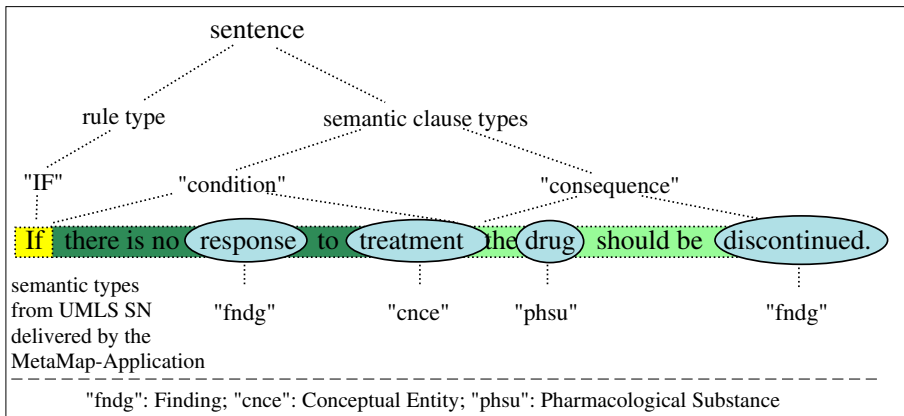 sentence
rule type
semantic clause types
"IF"
"condition"
"consequence"
If there is no response to treatment the drug should be discontinued.
semantic types
from UMLS SN
delivered by the
MetaMap-Application
"fndg"
"cnce"
"phsu"
"fndg"
"fndg": Finding; "cnce": Conceptual Entity; "phsu": Pharmacological Substance